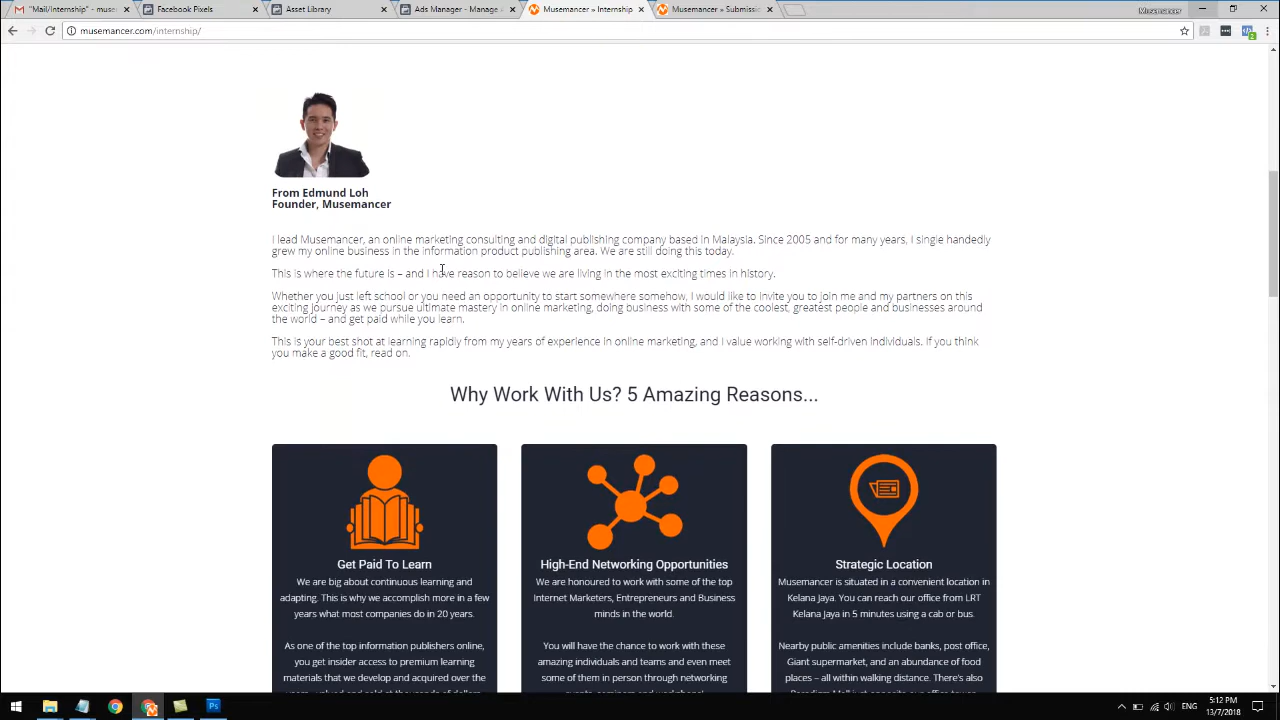 "Mail/Internship" - muse
Facebook Pixels
Asset Library
Ads Manager - Manage
Musemancer » Internship
Musemancer » Submissi
Musemancer
musemancer.com/internship/
From Edmund Loh
Founder, Musemancer
I lead Musemancer, an online marketing consulting and digital publishing company based in Malaysia. Since 2005 and for many years, I single handedly
grew my online business in the information product publishing area. We are still doing this today.
This is where the future is – and I have reason to believe we are living in the most exciting times in history.
Whether you just left school or you need an opportunity to start somewhere somehow, I would like to invite you to join me and my partners on this
exciting journey as we pursue ultimate mastery in online marketing, doing business with some of the coolest, greatest people and businesses around
the world – and get paid while you learn.
This is your best shot at learning rapidly from my years of experience in online marketing, and I value working with self-driven individuals. If you think
you make a good fit, read on.
Why Work With Us? 5 Amazing Reasons...
Get Paid To Learn
We are big about continuous learning and
adapting. This is why we accomplish more in a few
years what most companies do in 20 years.
As one of the top information publishers online,
you get insider access to premium learning
materials that we develop and acquired over the
High-End Networking Opportunities
We are honoured to work with some of the top
Internet Marketers, Entrepreneurs and Business
minds in the world.
You will have the chance to work with these
amazing individuals and teams and even meet
some of them in person through networking
Strategic Location
Musemancer is situated in a convenient location in
Kelana Jaya. You can reach our office from LRT
Kelana Jaya in 5 minutes using a cab or bus.
Nearby public amenities include banks, post office,
Giant supermarket, and an abundance of food
places – all within walking distance. There's also
ENG
5:12 PM
13/7/2018